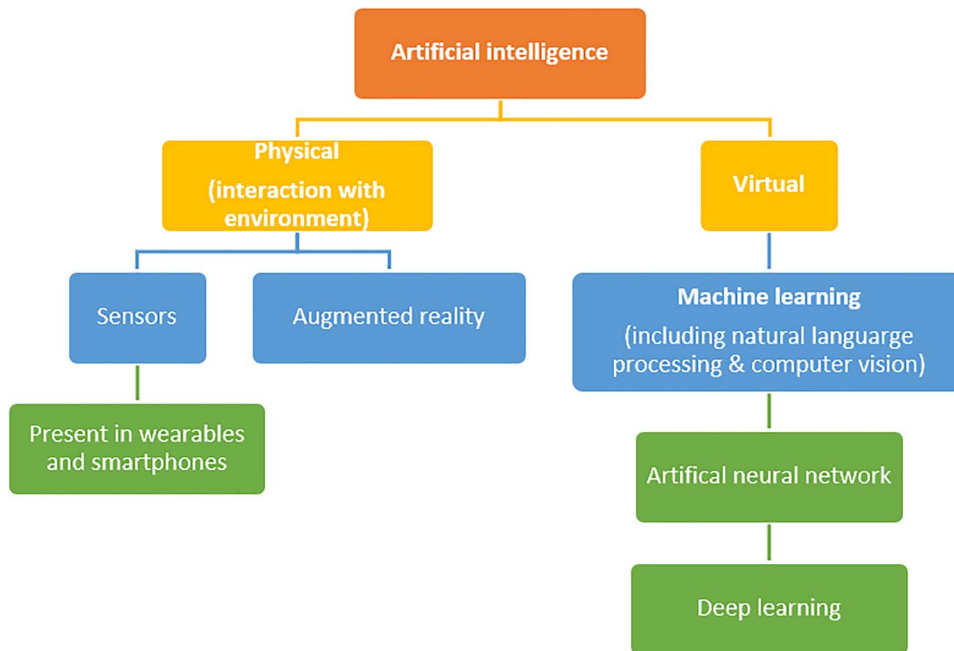 Artificial intelligence
Physical
(interaction with
environment)
Virtual
Sensors
Augmented reality
Machine learning
(including natural languarge
processing & computer vision)
Present in wearables
and smartphones
Artifical neural network
Deep learning